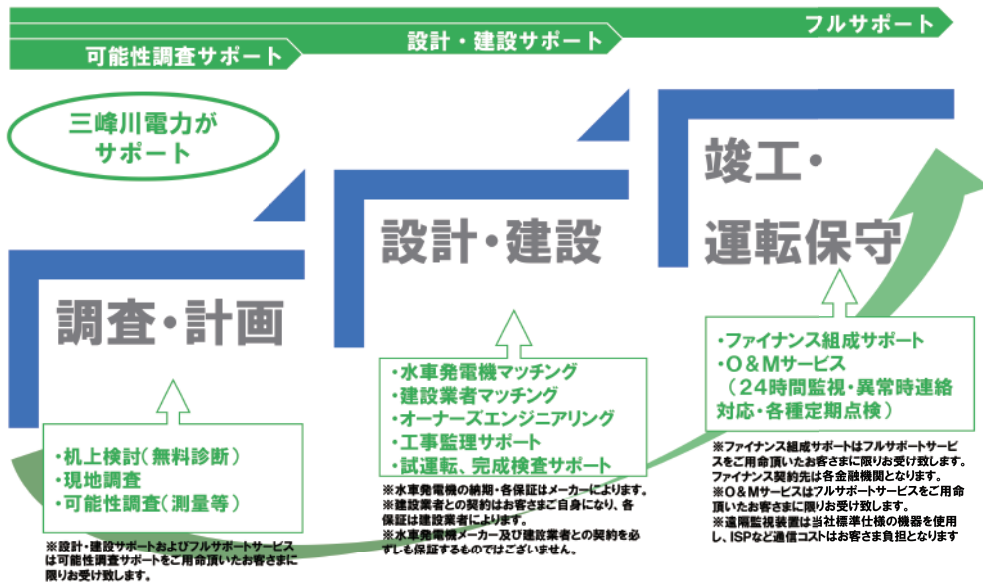 フルサポート
設計・建設サポート
可能性調査サポート
三峰川電力が
サポート
調査・計画
・机上検討(無料診断)
・現地調査
・可能性調査(測量等)
※設計・建設サポートおよびフルサポートサービス
は可能性調査サポートをご用命頂いたお客さまに
限りお受け致します。
設計・建設
・水車発電機マッチング
・建設業者マッチング
・オーナーズエンジニアリング
・工事監理サポート
・試運転、完成検査サポート
※水車発電機の納期・各保証はメーカーによります。
※建設業者との契約はお客さまご自身になり、各
保証は建設業者によります。
※水車発電機メーカー及び建設業者との契約を必
ずしも保証するものではございません。
竣工・
運転保守
・ファイナンス組成サポート
・O&Mサービス
(24時間監視・異常時連絡
対応・各種定期点検)
※ファイナンス組成サポートはフルサポートサービ
スをご用命頂いたお客さまに限りお受け致します。
ファイナンス契約先は各金融機関となります。
※O&Mサービスはフルサポートサービスをご用命
頂いたお客さまに限りお受け致します。
※遠隔監視装置は当社標準仕様の機器を使用
し、ISPなど通信コストはお客さま負担となります